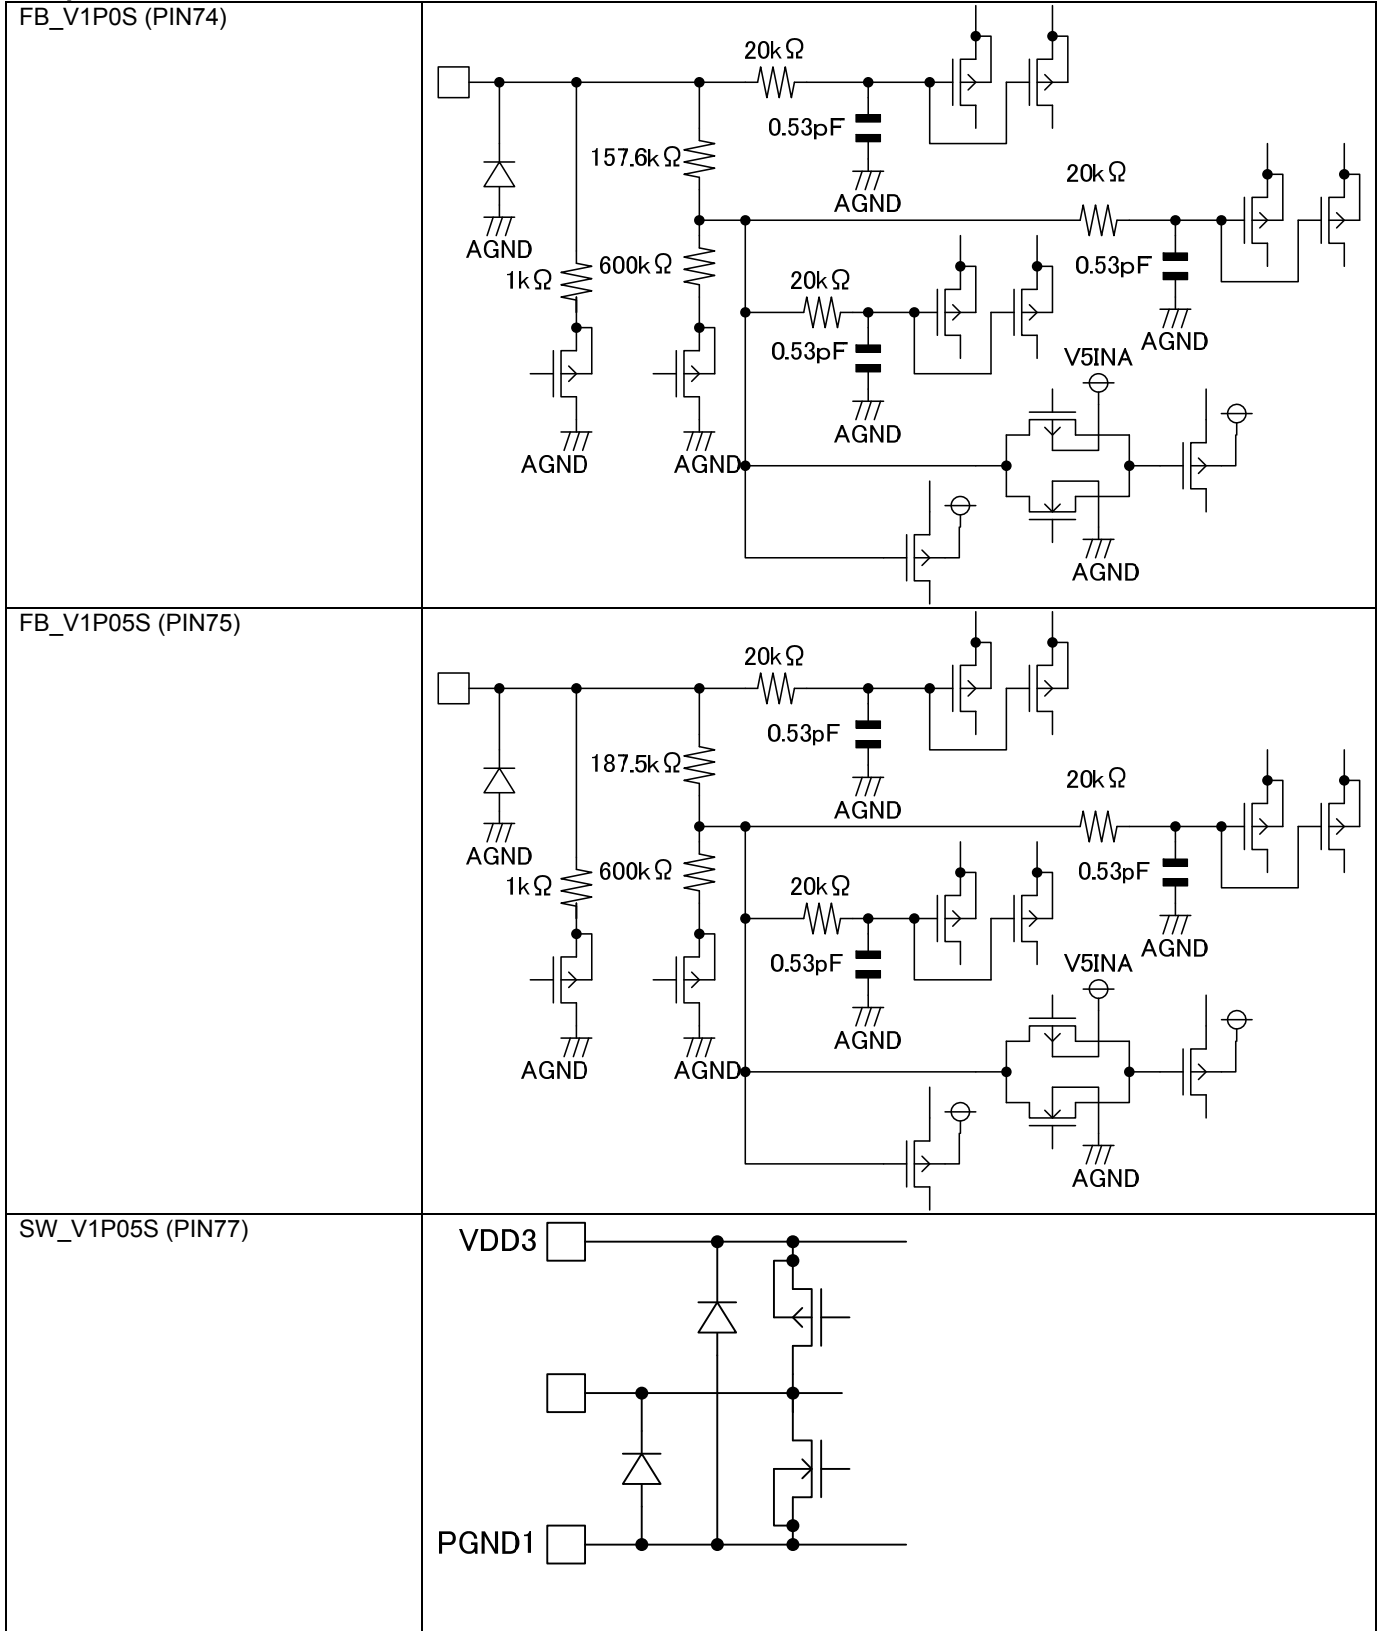 FB_V1P0S (PIN74)
20kΩ
0.53pF
157.6kΩ
AGND
20kΩ
AGND
1kΩ
600kΩ
20kΩ
0.53pF
0.53pF
AGND
V5INA
AGND
AGND
AGND
AGND
FB_V1P05S (PIN75)
20kΩ
0.53pF
187.5kΩ
20kΩ
AGND
AGND
1kΩ
600kΩ
20kΩ
0.53pF
0.53pF
AGND
V5INA
AGND
AGND
AGND
AGND
SW_V1P05S (PIN77)
VDD3
PGND1